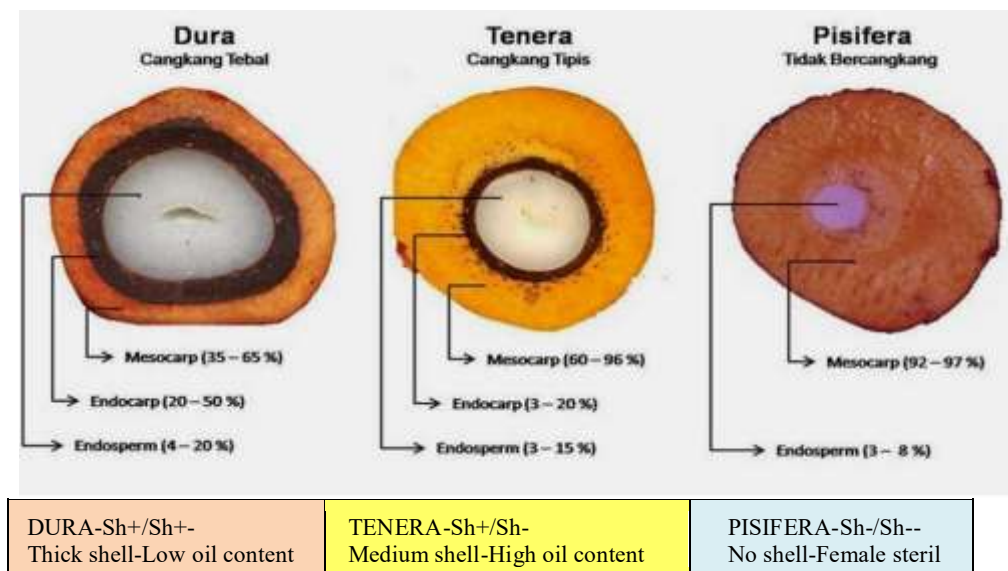 Dura
Cangkang Tebal
Mesocarp (35 – 65 %)
Endocarp (20 – 50 %)
Endosperm (4 – 20 %)
Tenera
Cangkang Tipis
Mesocarp (60 – 96 %)
Endocarp (3 – 20 %)
Endosperm (3 – 15 %)
Pisifera
Tidak Bercangkang
Mesocarp (92 – 97 %)
Endosperm (3 – 8 %)
DURA-Sh+/Sh+-
Thick shell-Low oil content
TENERA-Sh+/Sh-
Medium shell-High oil content
PISIFERA-Sh-/Sh--
No shell-Female steril